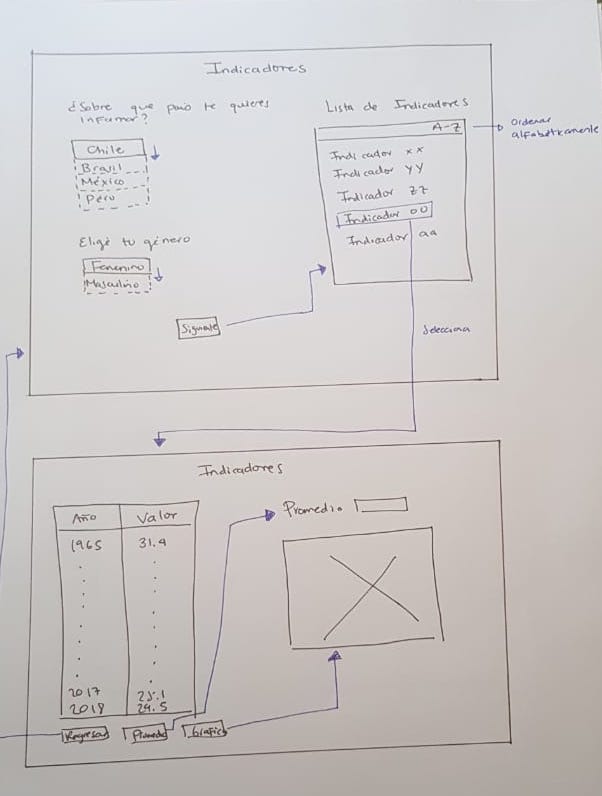 Indicadores
¿Sobre que país te quieres
informar?
Chile
Brasil
México
Perú
Elige tu género
Femenino
Masculino
Siguiente
Lista de Indicadores
A-Z
Ordenar
alfabéticamente
Indicador xx
Indicador yy
Indicador zz
Indicador oo
Indicador aa
Selecciona
Indicadores
Año Valor
1965 31.4
2017 25.1
2018 24.5
Regresar Promedio Grafico
Promedio